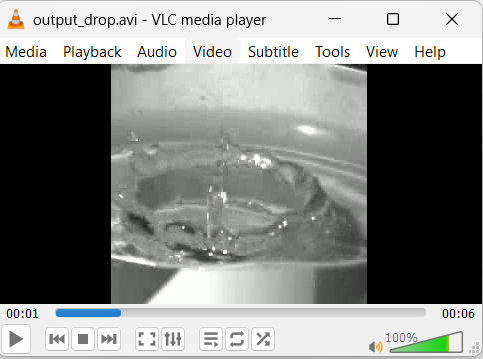 output_drop.avi - VLC media player
Media Playback Audio Video Subtitle Tools View Help
00:01 00:06
100%